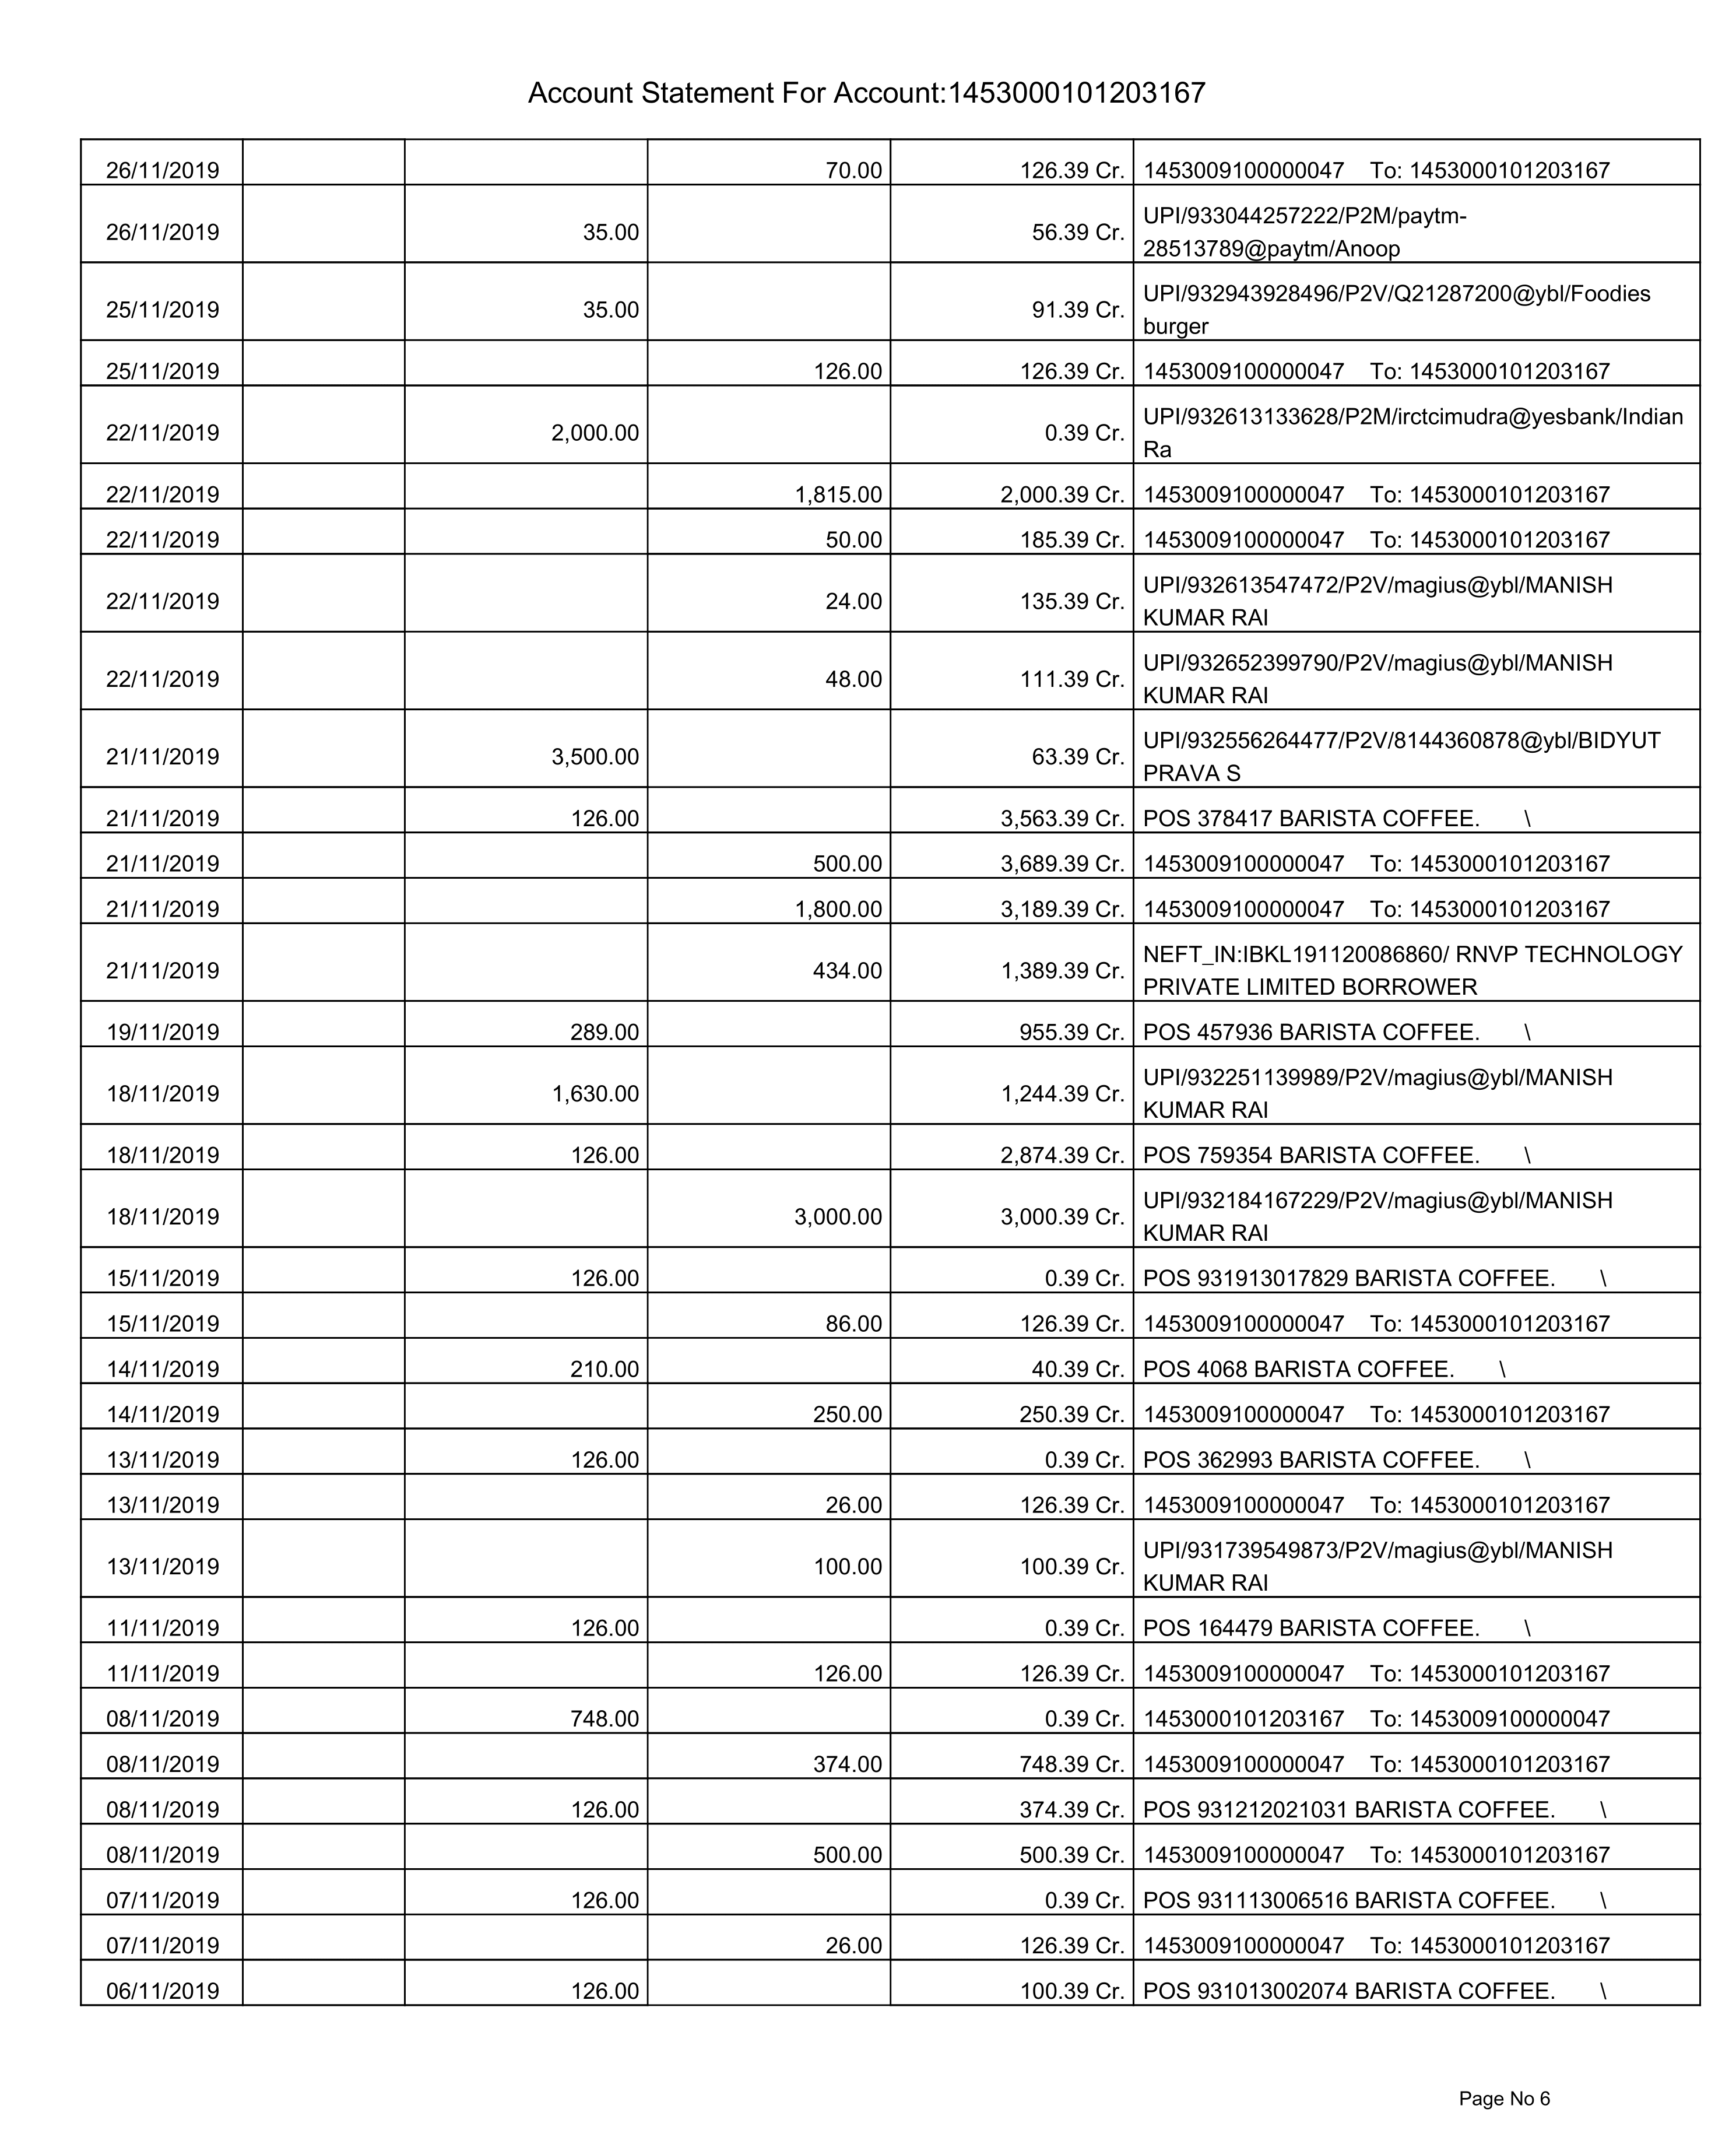 Account Statement For Account:1453000101203167
26/11/2019 70.00 126.39 Cr. 1453009100000047 To: 1453000101203167
26/11/2019 35.00 56.39 Cr. UPI/933044257222/P2M/paytm-
28513789@paytm/Anoop
25/11/2019 35.00 91.39 Cr. UPI/932943928496/P2V/Q21287200@ybl/Foodies
burger
25/11/2019 126.00 126.39 Cr. 1453009100000047 To: 1453000101203167
22/11/2019 2,000.00 0.39 Cr. UPI/932613133628/P2M/irctcimudra@yesbank/Indian
Ra
22/11/2019 1,815.00 2,000.39 Cr. 1453009100000047 To: 1453000101203167
22/11/2019 50.00 185.39 Cr. 1453009100000047 To: 1453000101203167
22/11/2019 24.00 135.39 Cr. UPI/932613547472/P2V/magius@ybl/MANISH
KUMAR RAI
22/11/2019 48.00 111.39 Cr. UPI/932652399790/P2V/magius@ybl/MANISH
KUMAR RAI
21/11/2019 3,500.00 63.39 Cr. UPI/932556264477/P2V/8144360878@ybl/BIDYUT
PRAVA S
21/11/2019 126.00 3,563.39 Cr. POS 378417 BARISTA COFFEE. \
21/11/2019 500.00 3,689.39 Cr. 1453009100000047 To: 1453000101203167
21/11/2019 1,800.00 3,189.39 Cr. 1453009100000047 To: 1453000101203167
21/11/2019 434.00 1,389.39 Cr. NEFT_IN:IBKL191120086860/ RNVP TECHNOLOGY
PRIVATE LIMITED BORROWER
19/11/2019 289.00 955.39 Cr. POS 457936 BARISTA COFFEE. \
18/11/2019 1,630.00 1,244.39 Cr. UPI/932251139989/P2V/magius@ybl/MANISH
KUMAR RAI
18/11/2019 126.00 2,874.39 Cr. POS 759354 BARISTA COFFEE. \
18/11/2019 3,000.00 3,000.39 Cr. UPI/932184167229/P2V/magius@ybl/MANISH
KUMAR RAI
15/11/2019 126.00 0.39 Cr. POS 931913017829 BARISTA COFFEE. \
15/11/2019 86.00 126.39 Cr. 1453009100000047 To: 1453000101203167
14/11/2019 210.00 40.39 Cr. POS 4068 BARISTA COFFEE. \
14/11/2019 250.00 250.39 Cr. 1453009100000047 To: 1453000101203167
13/11/2019 126.00 0.39 Cr. POS 362993 BARISTA COFFEE. \
13/11/2019 26.00 126.39 Cr. 1453009100000047 To: 1453000101203167
13/11/2019 100.00 100.39 Cr. UPI/931739549873/P2V/magius@ybl/MANISH
KUMAR RAI
11/11/2019 126.00 0.39 Cr. POS 164479 BARISTA COFFEE. \
11/11/2019 126.00 126.39 Cr. 1453009100000047 To: 1453000101203167
08/11/2019 748.00 0.39 Cr. 1453000101203167 To: 1453009100000047
08/11/2019 374.00 748.39 Cr. 1453009100000047 To: 1453000101203167
08/11/2019 126.00 374.39 Cr. POS 931212021031 BARISTA COFFEE. \
08/11/2019 500.00 500.39 Cr. 1453009100000047 To: 1453000101203167
07/11/2019 126.00 0.39 Cr. POS 931113006516 BARISTA COFFEE. \
07/11/2019 26.00 126.39 Cr. 1453009100000047 To: 1453000101203167
06/11/2019 126.00 100.39 Cr. POS 931013002074 BARISTA COFFEE. \
Page No 6